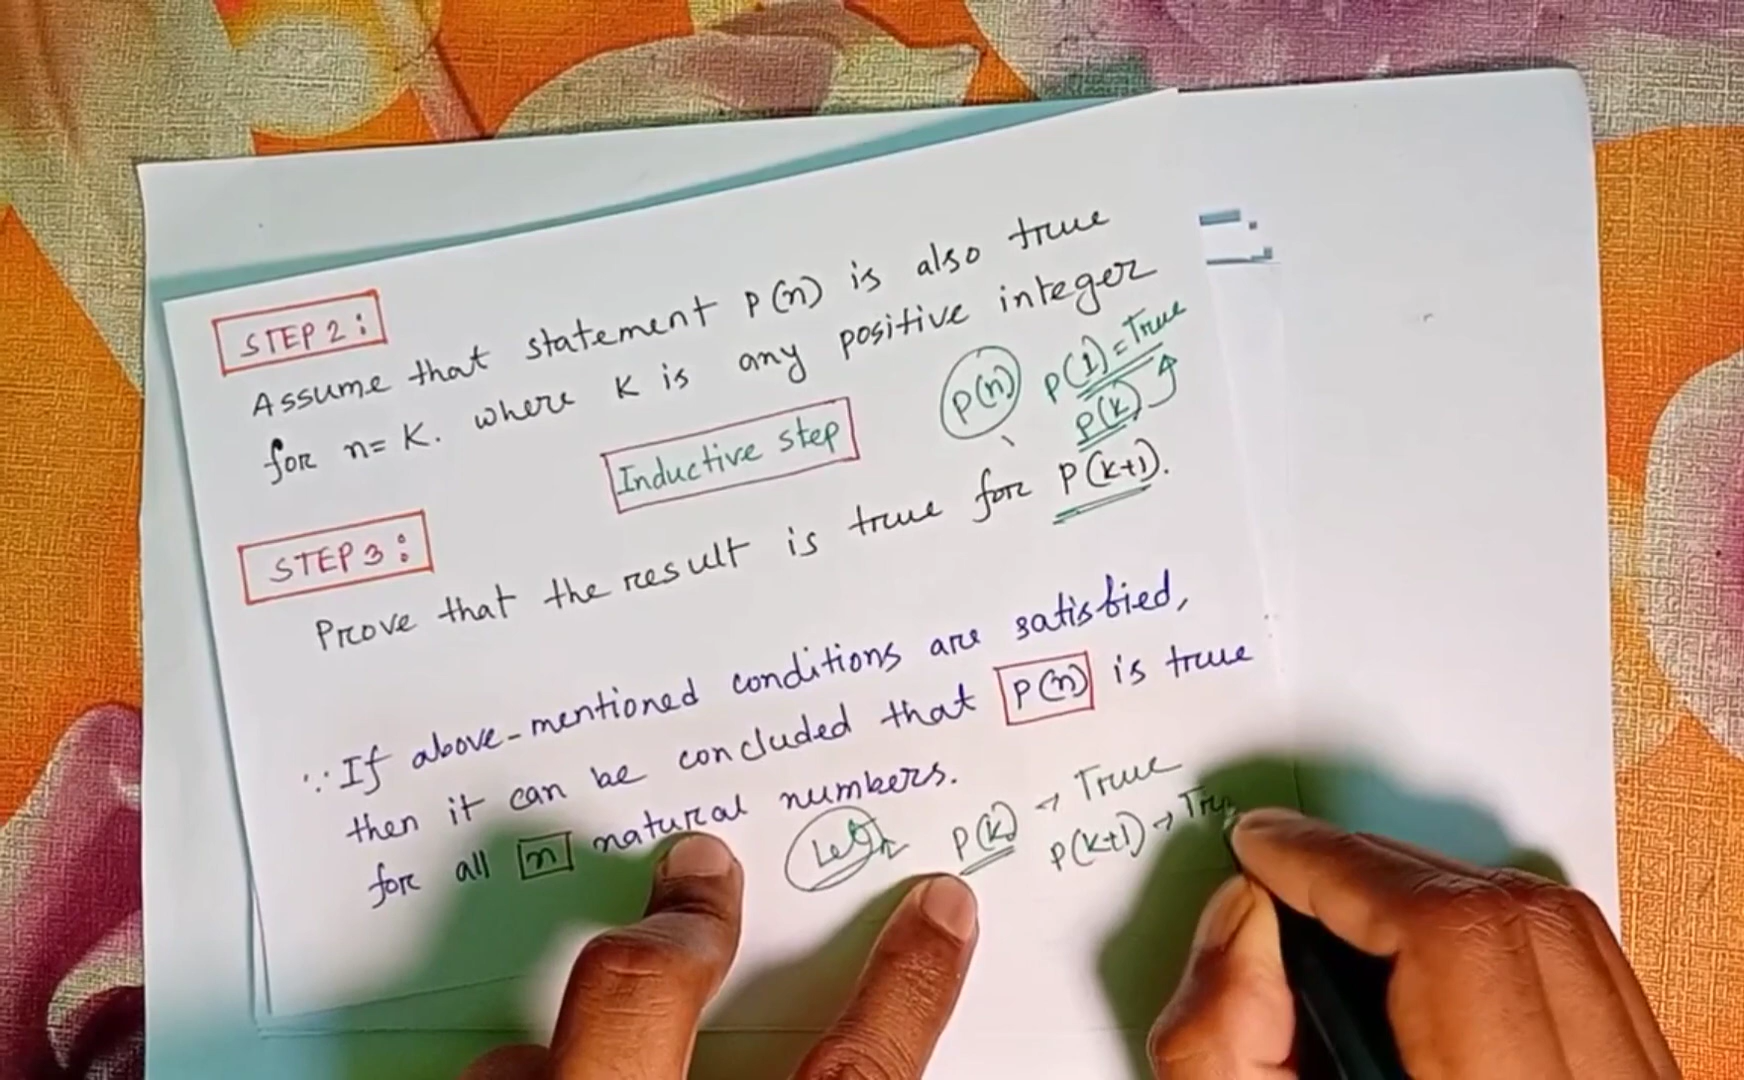 STEP 2:
Assume that statement P(n) is also true
for n= K. where K is any positive integer
P(n) P(1)=True
P(k)
Inductive step
STEP 3:
Prove that the result is true for P(k+1).
∵ If above-mentioned conditions are satisfied,
then it can be concluded that P(n) is true
for all n natural numbers.
Let P(k) → True
P(k+1) → Tru